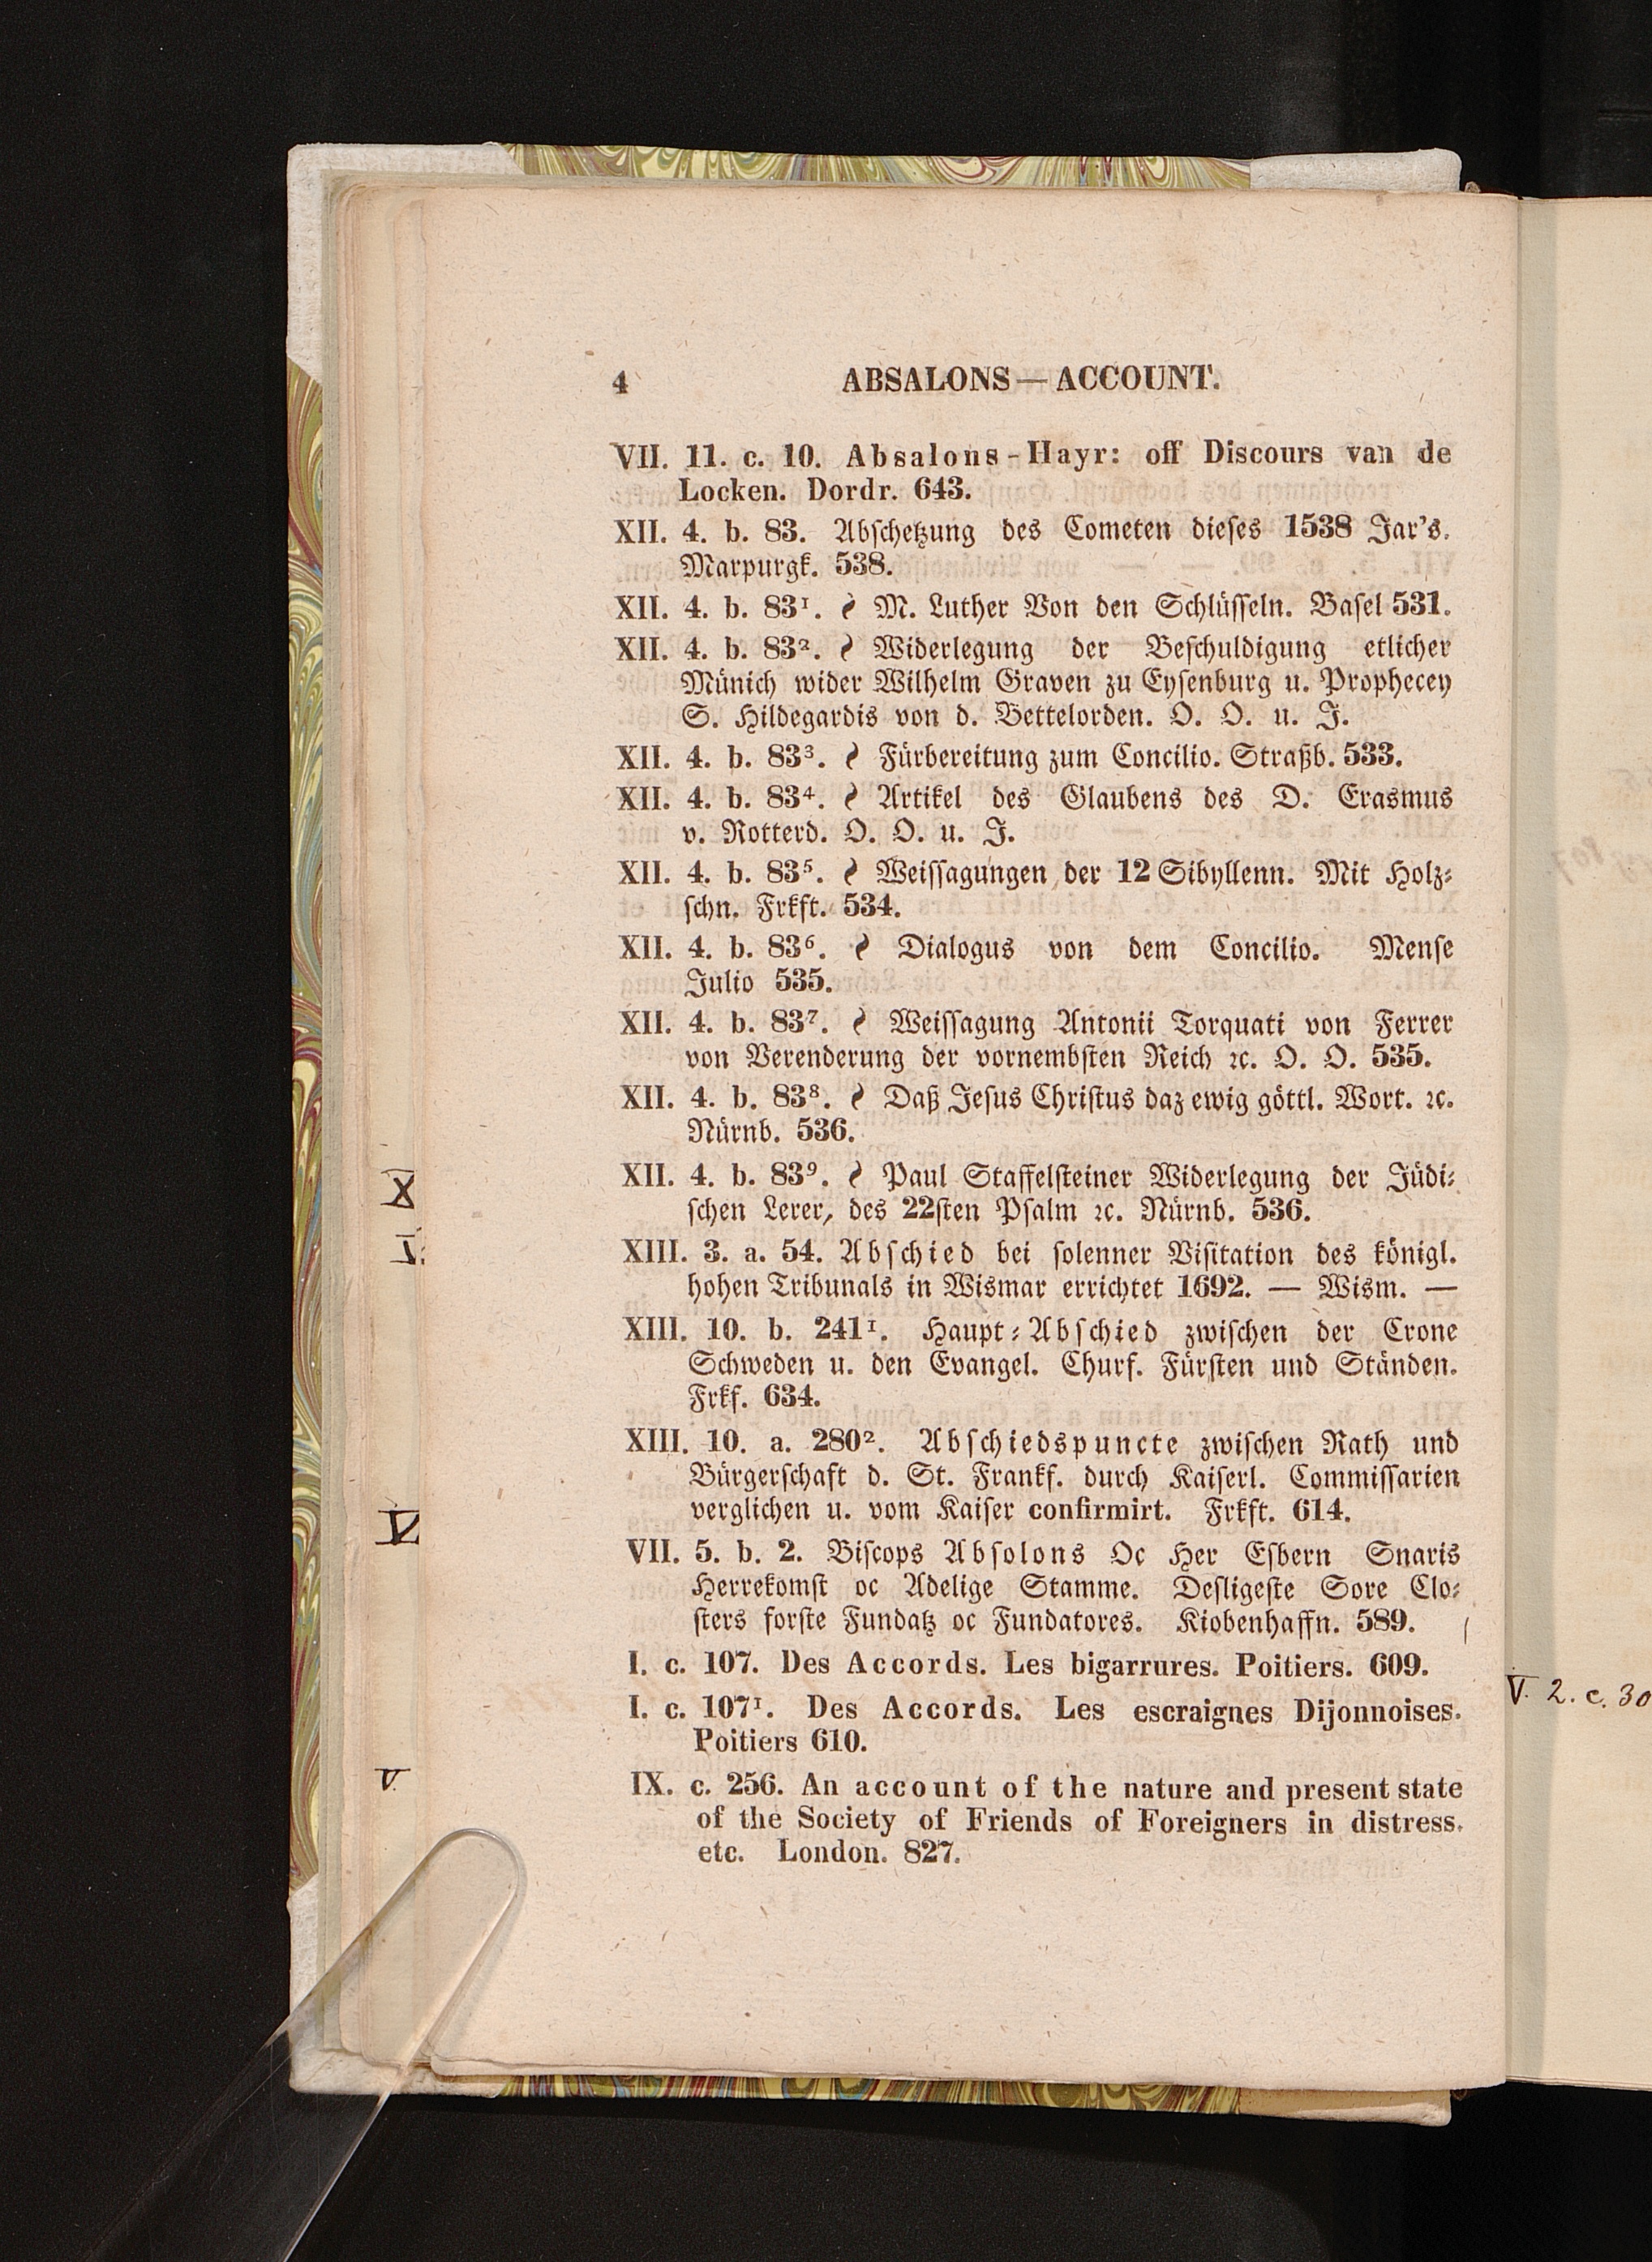 4 ABSALONS — ACCOUNT.
VII. 11. c. 10. Absalons-Hayr: off Discours van de
Locken. Dordr. 643.
XII. 4. b. 83. Abschetzung des Cometen dieses 1538 Jar's.
Marpurgk. 538.
XII. 4. b. 83¹. M. Luther Von den Schlüsseln. Basel 531.
XII. 4. b. 83². Widerlegung der Beschuldigung etlicher
Münich wider Wilhelm Graven zu Eysenburg u. Prophecey
S. Hildegardis von d. Bettelorden. O. O. u. J.
XII. 4. b. 83³. Fürbereitung zum Concilio. Straßb. 533.
XII. 4. b. 83⁴. Artikel des Glaubens des D. Erasmus
v. Rotterd. O. O. u. J.
XII. 4. b. 83⁵. Weissagungen der 12 Sibyllenn. Mit Holz-
schn. Frkft. 534.
XII. 4. b. 83⁶. Dialogus von dem Concilio. Mense
Julio 535.
XII. 4. b. 83⁷. Weissagung Antonii Torquati von Ferrer
von Verenderung der vornembsten Reich ꝛc. O. O. 535.
XII. 4. b. 83⁸. Daß Jesus Christus daz ewig göttl. Wort. ꝛc.
Nürnb. 536.
XII. 4. b. 83⁹. Paul Staffelsteiner Widerlegung der Jüdi-
schen Lerer, des 22sten Psalm ꝛc. Nürnb. 536.
XIII. 3. a. 54. Abschied bei solenner Visitation des königl.
hohen Tribunals in Wismar errichtet 1692. — Wism. —
XIII. 10. b. 241¹. Haupt-Abschied zwischen der Crone
Schweden u. den Evangel. Churf. Fürsten und Ständen.
Frkf. 634.
XIII. 10. a. 280². Abschiedspuncte zwischen Rath und
Bürgerschaft d. St. Frankf. durch Kaiserl. Commissarien
verglichen u. vom Kaiser confirmirt. Frkft. 614.
VII. 5. b. 2. Biscops Absolons Oc Her Esbern Snaris
Herrekomst oc Adelige Stamme. Desligeste Sore Clo-
sters forste Fundatz oc Fundatores. Kiobenhaffn. 589.
I. c. 107. Des Accords. Les bigarrures. Poitiers. 609.
I. c. 107¹. Des Accords. Les escraignes Dijonnoises.
Poitiers 610.
IX. c. 256. An account of the nature and present state
of the Society of Friends of Foreigners in distress.
etc. London. 827.
X
I.
V
V.
V. 2. c. 30